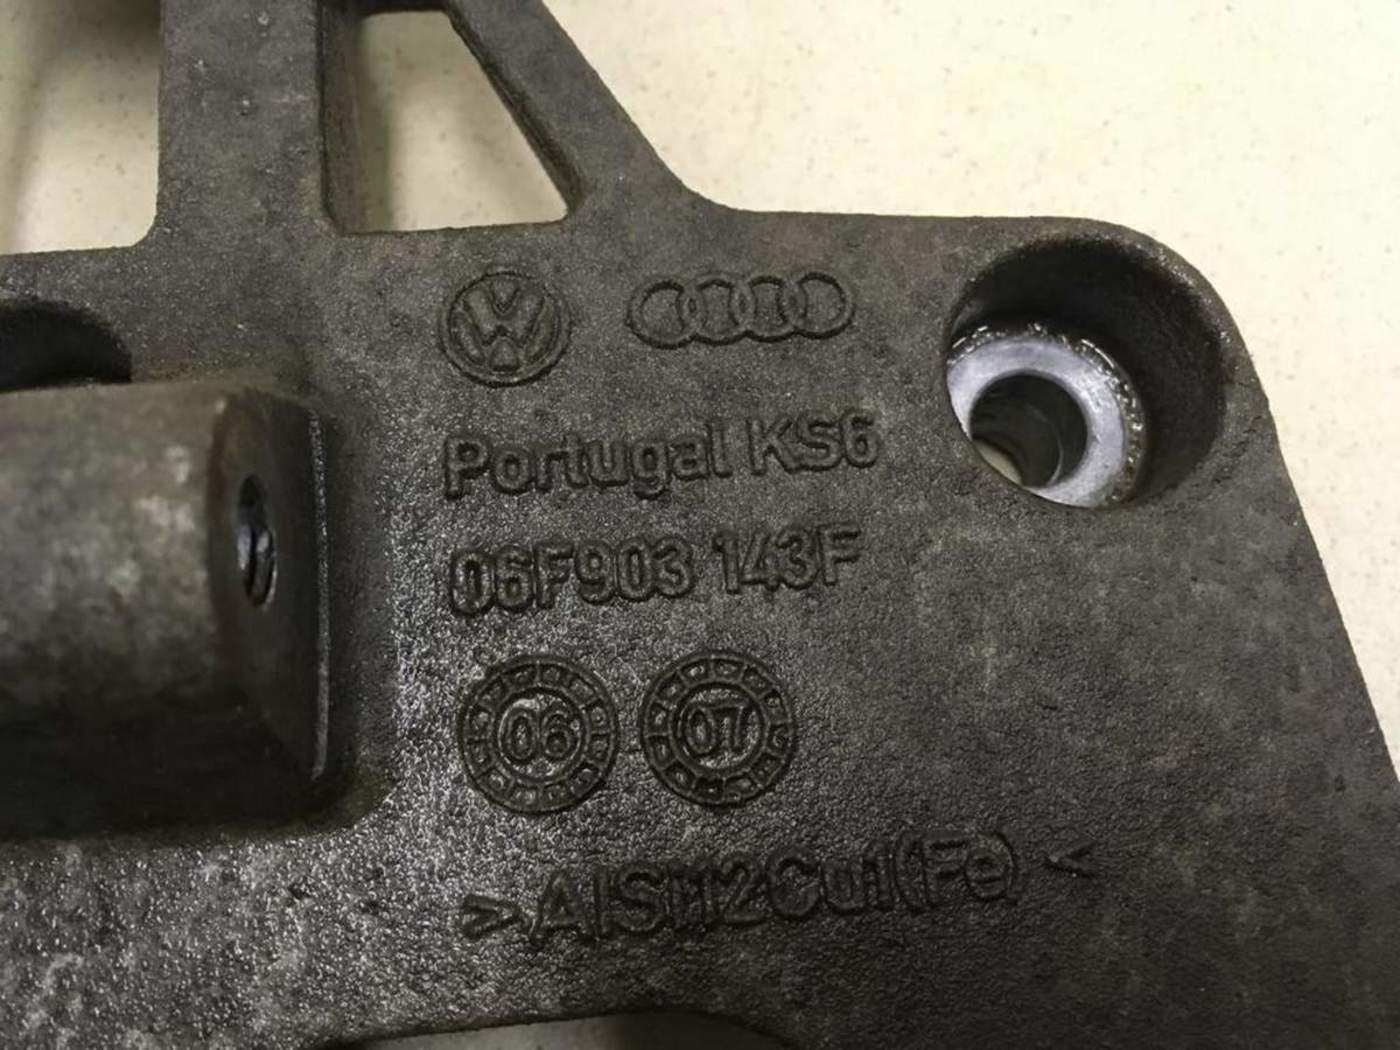 Portugal KS6
06F903 143F
06 07
>AlSi12Cu1(Fe)<